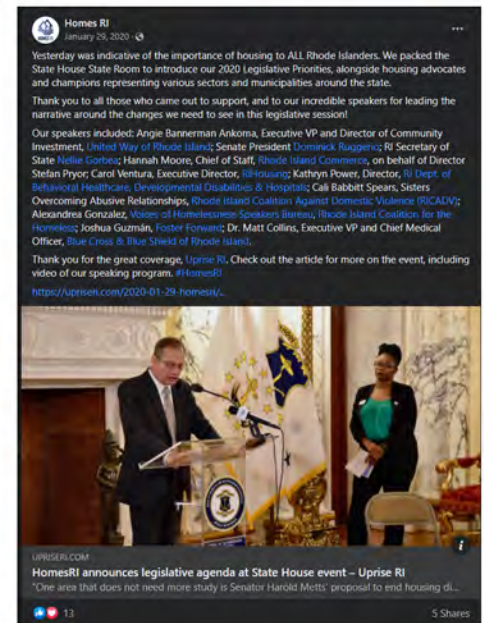 Homes RI
January 29, 2020
Yesterday was indicative of the importance of housing to ALL Rhode Islanders. We packed the
State House State Room to introduce our 2020 Legislative Priorities, alongside housing advocates
and champions representing various sectors and municipalities around the state.
Thank you to all those who came out to support, and to our incredible speakers for leading the
narrative around the changes we need to see in this legislative session!
Our speakers included: Angie Bannerman Ankoma, Executive VP and Director of Community
Investment, United Way of Rhode Island; Senate President Dominick Ruggerio; RI Secretary of
State Nellie Gorbea; Hannah Moore, Chief of Staff, Rhode Island Commerce, on behalf of Director
Stefan Pryor; Carol Ventura, Executive Director, RIHousing; Kathryn Power, Director, RI Dept. of
Behavioral Healthcare, Developmental Disabilities & Hospitals; Cali Babbitt Spears, Sisters
Overcoming Abusive Relationships, Rhode Island Coalition Against Domestic Violence (RICADV);
Alexandrea Gonzalez, Voices of Homelessness Speakers Bureau, Rhode Island Coalition for the
Homeless; Joshua Guzmán, Foster Forward; Dr. Matt Collins, Executive VP and Chief Medical
Officer, Blue Cross & Blue Shield of Rhode Island.
Thank you for the great coverage, Uprise RI. Check out the article for more on the event, including
video of our speaking program. #HomesRI
https://upriseri.com/2020-01-29-homesri/...
UPRISERI.COM
HomesRI announces legislative agenda at State House event – Uprise RI
"One area that does not need more study is Senator Harold Metts' proposal to end housing di...
13
5 Shares